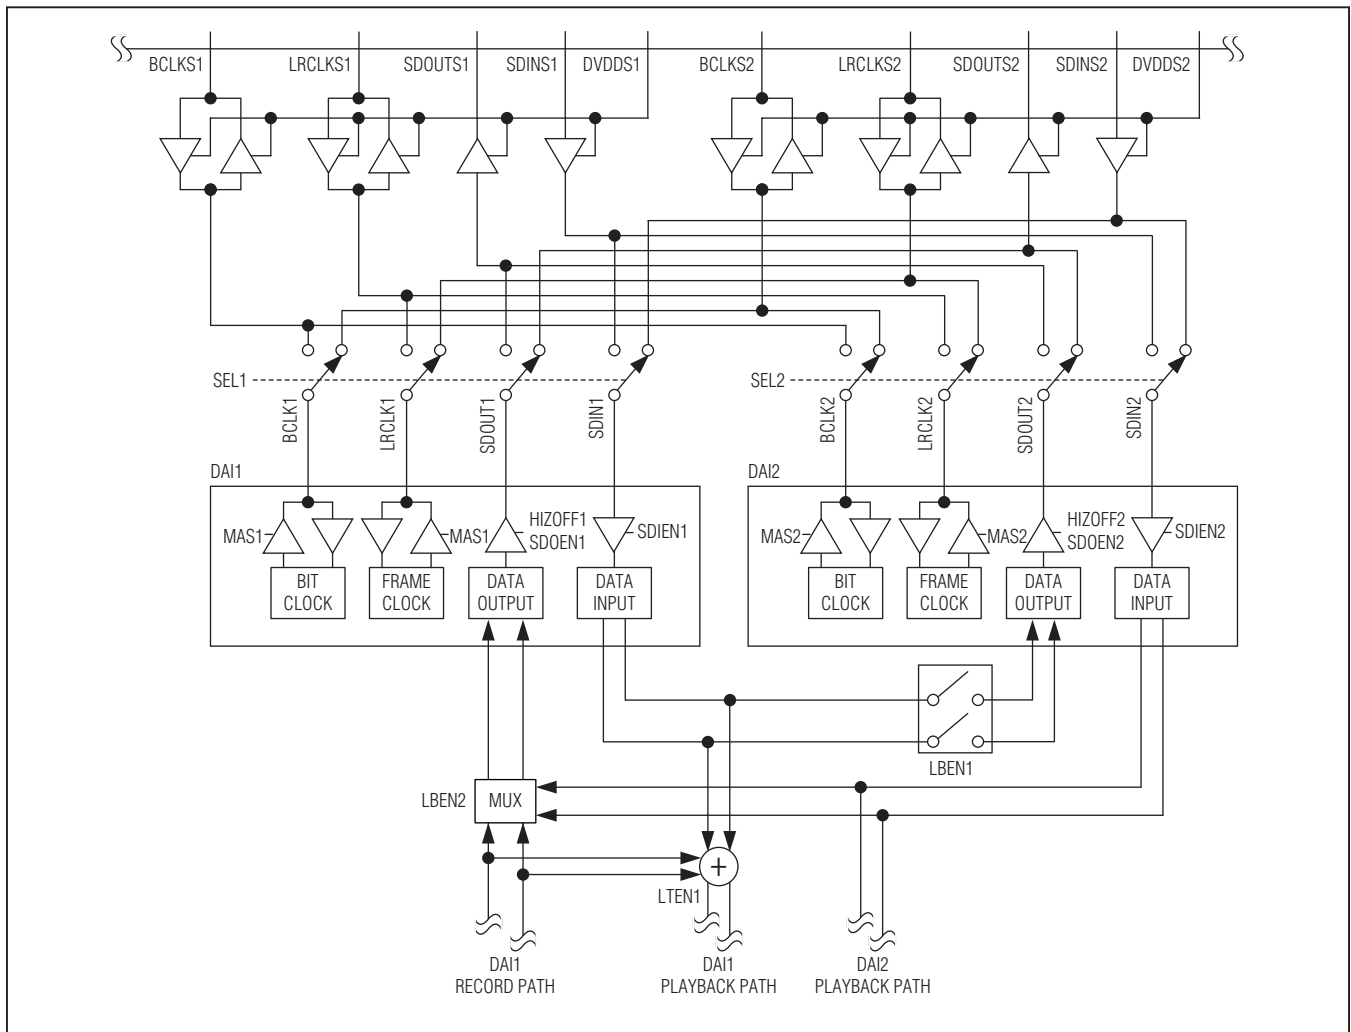 BCLKS1 LRCLKS1 SDOUTS1 SDINS1 DVDDS1 BCLKS2 LRCLKS2 SDOUTS2 SDINS2 DVDDS2
SEL1 SEL2
BCLK1 LRCLK1 SDOUT1 SDIN1 BCLK2 LRCLK2 SDOUT2 SDIN2
DAI1 DAI2
MAS1 MAS1 HIZOFF1 SDIEN1 MAS2 MAS2 HIZOFF2 SDIEN2
SDOEN1 SDOEN2
BIT FRAME DATA DATA BIT FRAME DATA DATA
CLOCK CLOCK OUTPUT INPUT CLOCK CLOCK OUTPUT INPUT
LBEN1
LBEN2 MUX
+
LTEN1
DAI1 DAI1 DAI2
RECORD PATH PLAYBACK PATH PLAYBACK PATH